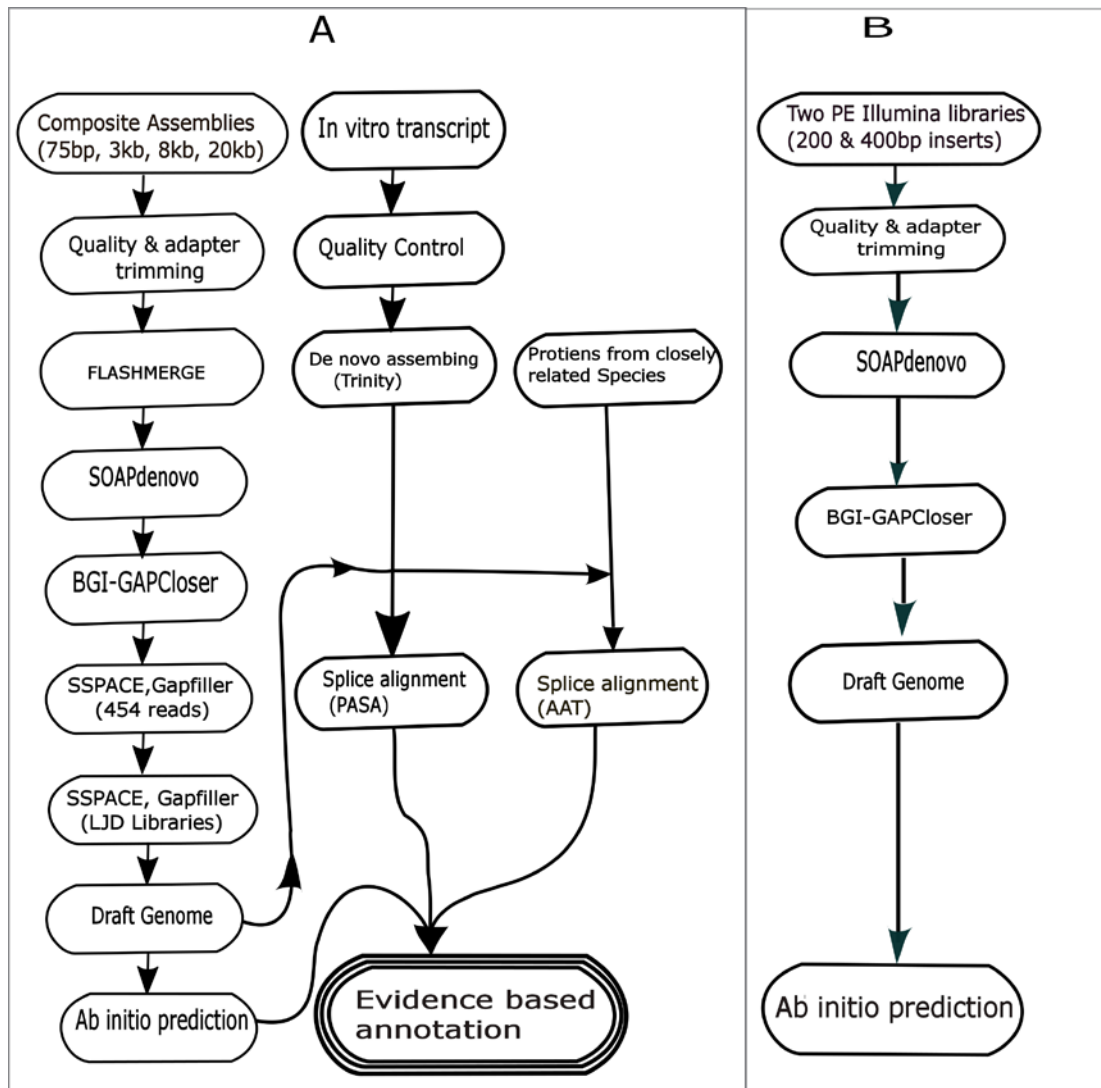 A
Composite Assemblies
(75bp, 3kb, 8kb, 20kb)
Quality & adapter
trimming
FLASHMERGE
SOAPdenovo
BGI-GAPCloser
SSPACE,Gapfiller
(454 reads)
SSPACE, Gapfiller
(LJD Libraries)
Draft Genome
Ab initio prediction
In vitro transcript
Quality Control
De novo assembing
(Trinity)
Splice alignment
(PASA)
Protiens from closely
related Species
Splice alignment
(AAT)
Evidence based
annotation
B
Two PE Illumina libraries
(200 & 400bp inserts)
Quality & adapter
trimming
SOAPdenovo
BGI-GAPCloser
Draft Genome
Ab initio prediction